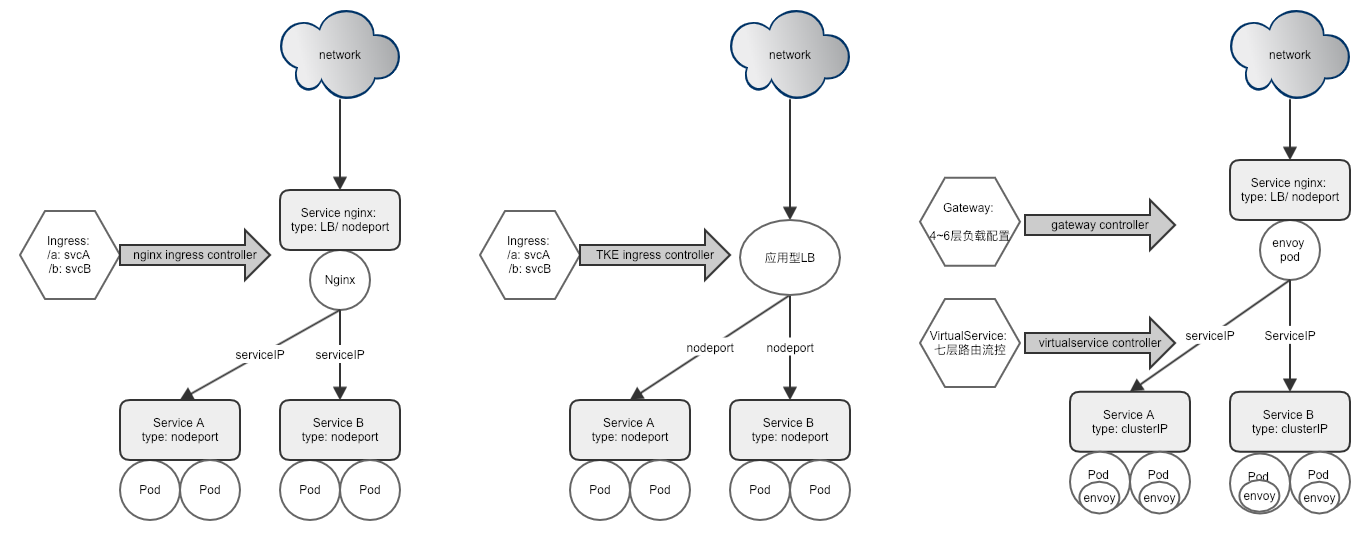 network
Service nginx:
type: LB/ nodeport
Ingress:
/a: svcA
/b: svcB
nginx ingress controller
Nginx
serviceIP
serviceIP
Service A
type: nodeport
Service B
type: nodeport
Pod
Pod
Pod
Pod
network
Ingress:
/a: svcA
/b: svcB
TKE ingress controller
应用型LB
nodeport
nodeport
Service A
type: nodeport
Service B
type: nodeport
Pod
Pod
Pod
Pod
network
Service nginx:
type: LB/ nodeport
Gateway:
4~6层负载配置
gateway controller
envoy
pod
VirtualService:
七层路由流控
virtualservice controller
serviceIP
ServiceIP
Service A
type: clusterIP
Service B
type: clusterIP
Pod
envoy
Pod
envoy
Pod
envoy
Pod
envoy